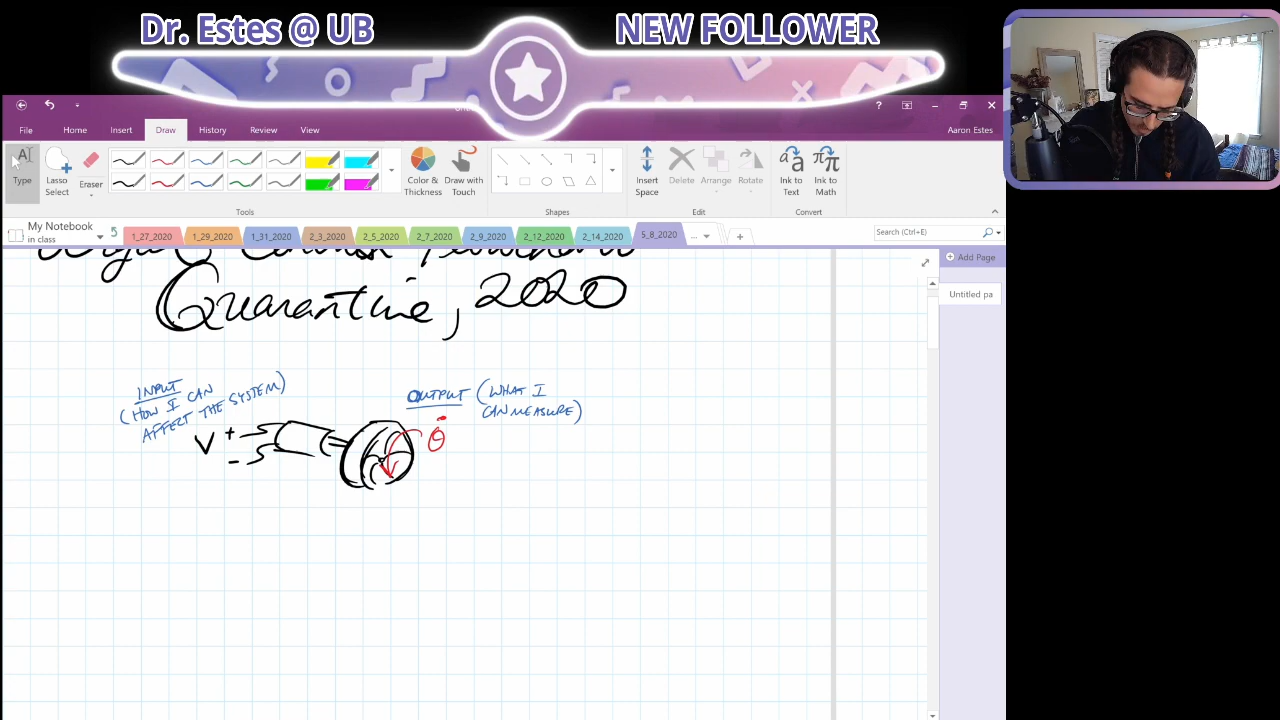 Dr. Estes @ UB
NEW FOLLOWER
Aaron Estes
File Home Insert Draw History Review View
Type
Lasso Select
Eraser
Color & Thickness
Draw with Touch
Insert Space
Delete
Arrange
Rotate
Ink to Text
Ink to Math
Tools
Shapes
Edit
Convert
My Notebook
in class
1_27_2020 1_29_2020 1_31_2020 2_3_2020 2_5_2020 2_7_2020 2_9_2020 2_12_2020 2_14_2020 5_8_2020 ...
Search (Ctrl+E)
Add Page
Untitled pa
Quarantine, 2020
INPUT
(HOW I CAN
AFFECT THE SYSTEM)
OUTPUT (WHAT I
CAN MEASURE)
V + -
θ̇